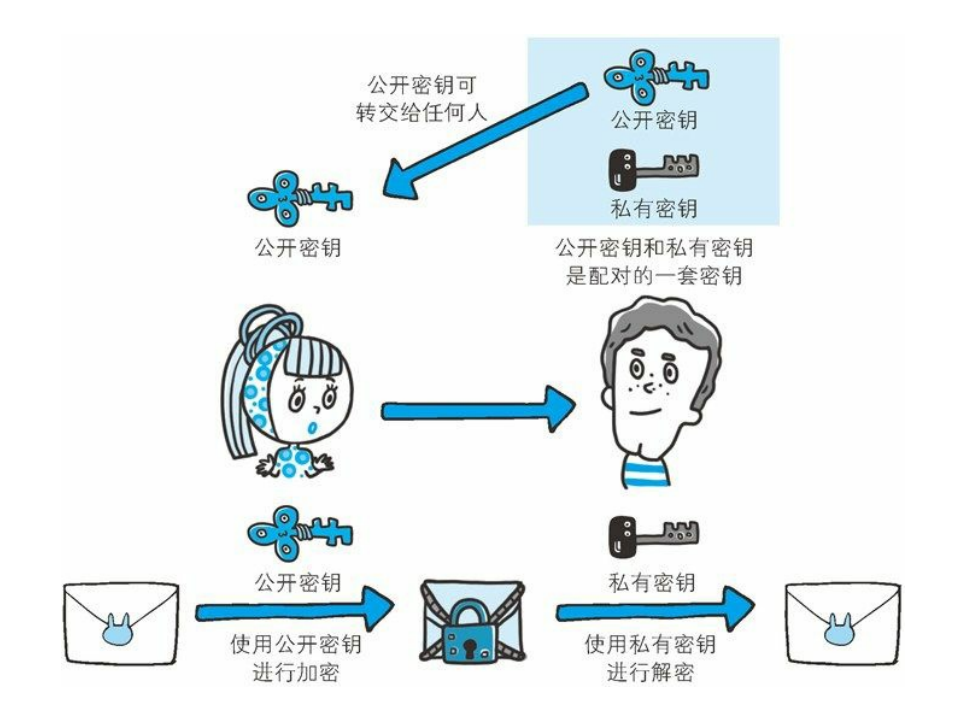 公开密钥可
转交给任何人
公开密钥
私有密钥
公开密钥
公开密钥和私有密钥
是配对的一套密钥
公开密钥
私有密钥
使用公开密钥
进行加密
使用私有密钥
进行解密